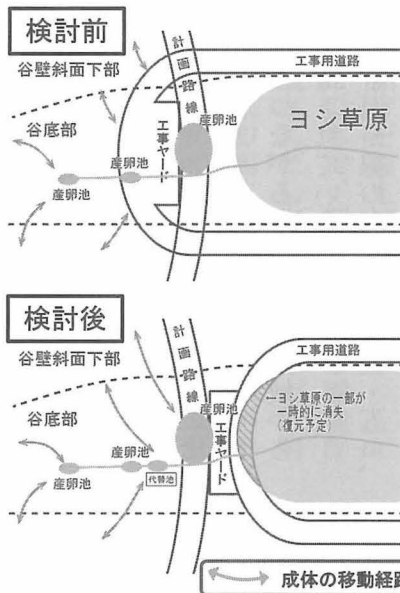 検討前
谷壁斜面下部
計画路線
工事用道路
谷底部
工事ヤード
産卵池
ヨシ草原
産卵池
産卵池
検討後
谷壁斜面下部
計画路線
工事用道路
谷底部
産卵池
工事ヤード
←ヨシ草原の一部が
一時的に消失
(復元予定)
産卵池
産卵池
代替池
成体の移動経路